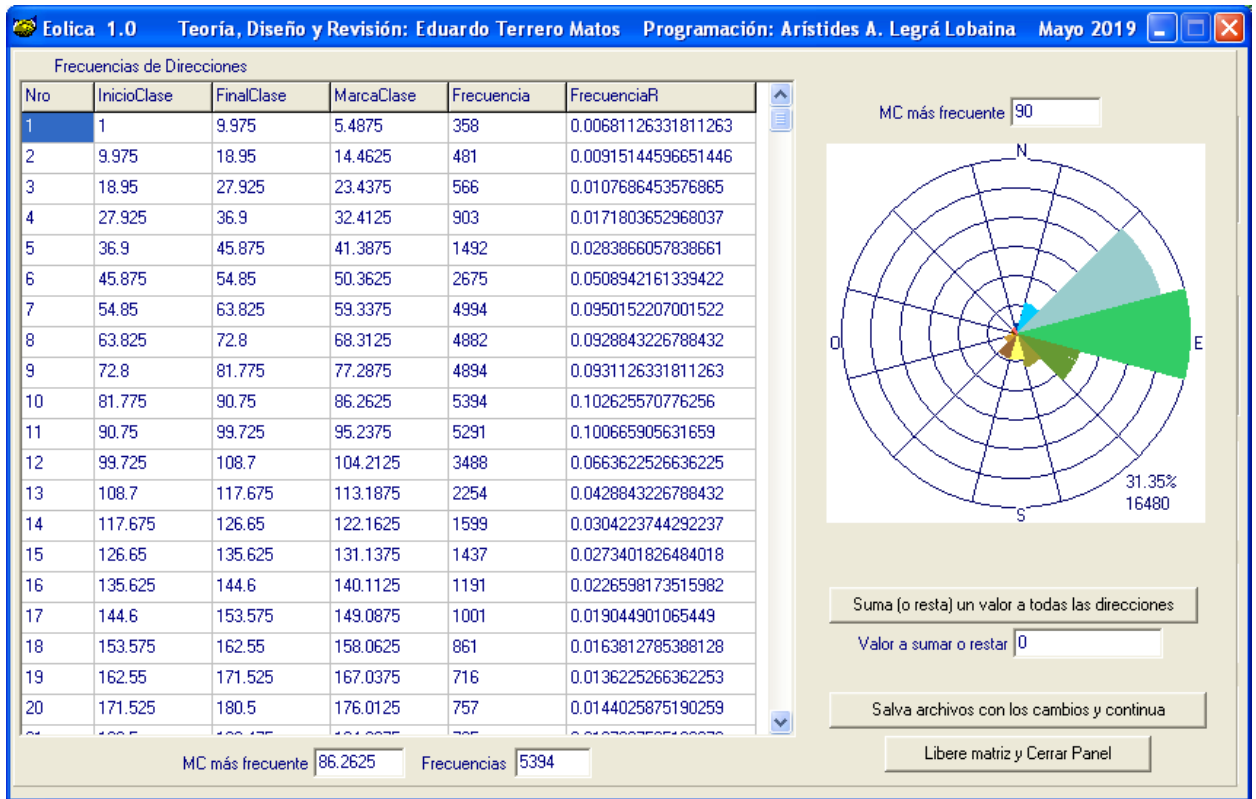 Eolica 1.0 Teoría, Diseño y Revisión: Eduardo Terrero Matos Programación: Arístides A. Legrá Lobaina Mayo 2019
Frecuencias de Direcciones
Nro InicioClase FinalClase MarcaClase Frecuencia FrecuenciaR
1 1 9.975 5.4875 358 0.00681126331811263
2 9.975 18.95 14.4625 481 0.00915144596651446
3 18.95 27.925 23.4375 566 0.0107686453576865
4 27.925 36.9 32.4125 903 0.0171803652968037
5 36.9 45.875 41.3875 1492 0.0283866057838661
6 45.875 54.85 50.3625 2675 0.0508942161339422
7 54.85 63.825 59.3375 4994 0.0950152207001522
8 63.825 72.8 68.3125 4882 0.0928843226788432
9 72.8 81.775 77.2875 4894 0.0931126331811263
10 81.775 90.75 86.2625 5394 0.102625570776256
11 90.75 99.725 95.2375 5291 0.100665905631659
12 99.725 108.7 104.2125 3488 0.0663622526636225
13 108.7 117.675 113.1875 2254 0.0428843226788432
14 117.675 126.65 122.1625 1599 0.0304223744292237
15 126.65 135.625 131.1375 1437 0.0273401826484018
16 135.625 144.6 140.1125 1191 0.0226598173515982
17 144.6 153.575 149.0875 1001 0.019044901065449
18 153.575 162.55 158.0625 861 0.0163812785388128
19 162.55 171.525 167.0375 716 0.0136225266362253
20 171.525 180.5 176.0125 757 0.0144025875190259
MC más frecuente 86.2625 Frecuencias 5394
MC más frecuente 90
N
O
E
S
31.35%
16480
Suma (o resta) un valor a todas las direcciones
Valor a sumar o restar 0
Salva archivos con los cambios y continua
Libere matriz y Cerrar Panel